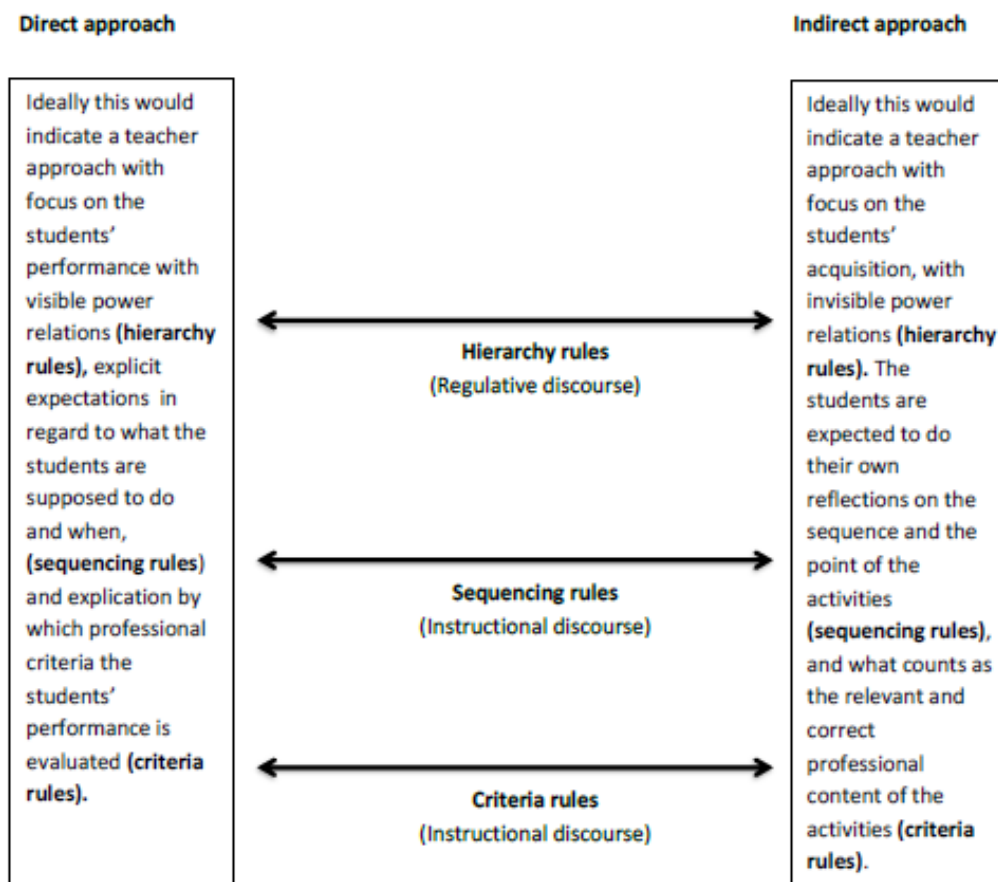 Direct approach
Indirect approach
Ideally this would
indicate a teacher
approach with
focus on the
students’
performance with
visible power
relations (hierarchy
rules), explicit
expectations in
regard to what the
students are
supposed to do
and when,
(sequencing rules)
and explication by
which professional
criteria the
students’
performance is
evaluated (criteria
rules).
Hierarchy rules
(Regulative discourse)
Sequencing rules
(Instructional discourse)
Criteria rules
(Instructional discourse)
Ideally this would
indicate a teacher
approach with
focus on the
students’
acquisition, with
invisible power
relations (hierarchy
rules). The
students are
expected to do
their own
reflections on the
sequence and the
point of the
activities
(sequencing rules),
and what counts as
the relevant and
correct
professional
content of the
activities (criteria
rules).